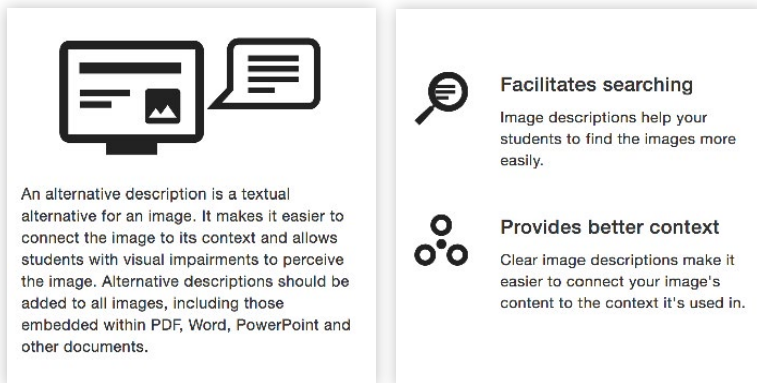 An alternative description is a textual
alternative for an image. It makes it easier to
connect the image to its context and allows
students with visual impairments to perceive
the image. Alternative descriptions should be
added to all images, including those
embedded within PDF, Word, PowerPoint and
other documents.
Facilitates searching
Image descriptions help your
students to find the images more
easily.
Provides better context
Clear image descriptions make it
easier to connect your image's
content to the context it's used in.